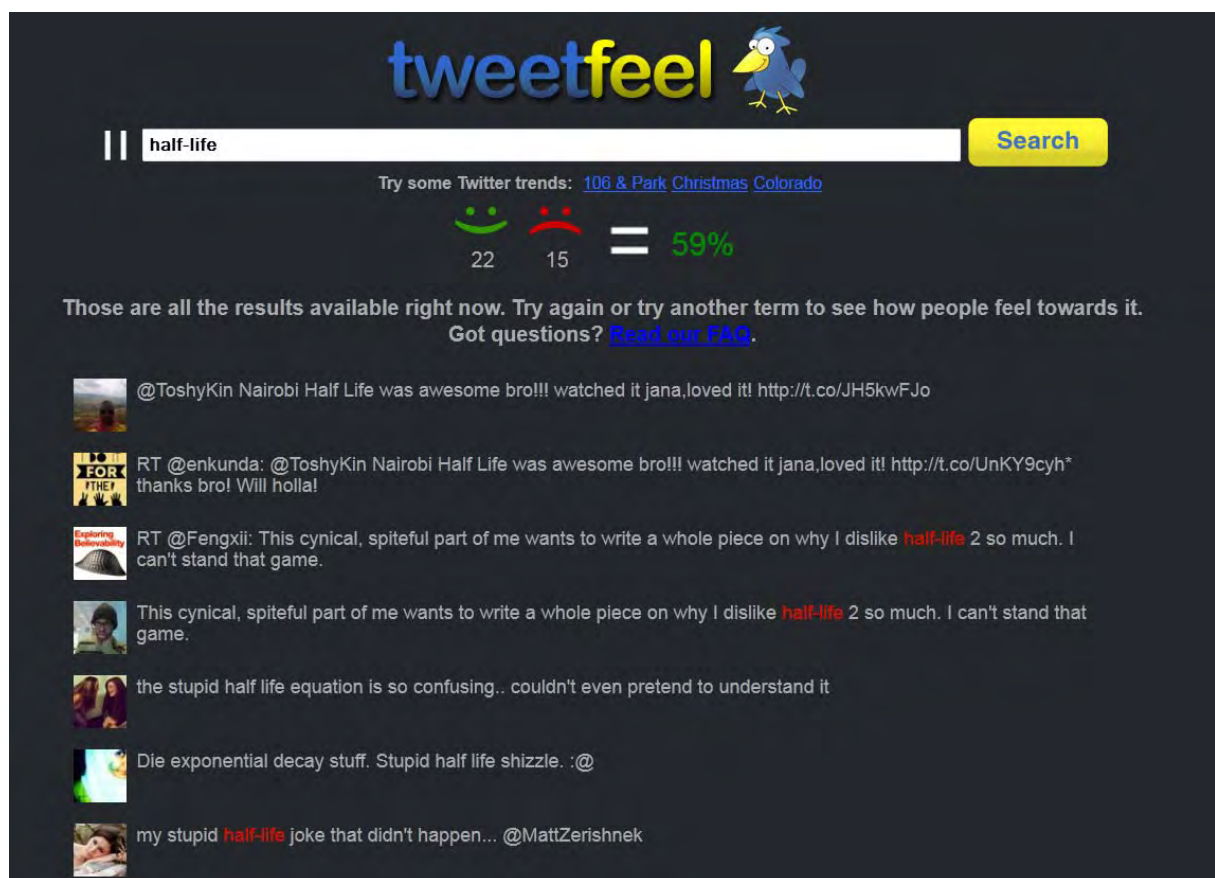 tweetfeel
half-life
Search
Try some Twitter trends: 106 & Park Christmas Colorado
22 15 = 59%
Those are all the results available right now. Try again or try another term to see how people feel towards it.
Got questions? Read our FAQ.
@ToshyKin Nairobi Half Life was awesome bro!!! watched it jana,loved it! http://t.co/JH5kwFJo
DO IT
FOR
THE
RT @enkunda: @ToshyKin Nairobi Half Life was awesome bro!!! watched it jana,loved it! http://t.co/UnKY9cyh*
thanks bro! Will holla!
Exploring
Believability
RT @Fengxii: This cynical, spiteful part of me wants to write a whole piece on why I dislike half-life 2 so much. I
can't stand that game.
This cynical, spiteful part of me wants to write a whole piece on why I dislike half-life 2 so much. I can't stand that
game.
the stupid half life equation is so confusing.. couldn't even pretend to understand it
Die exponential decay stuff. Stupid half life shizzle. :@
my stupid half-life joke that didn't happen... @MattZerishnek